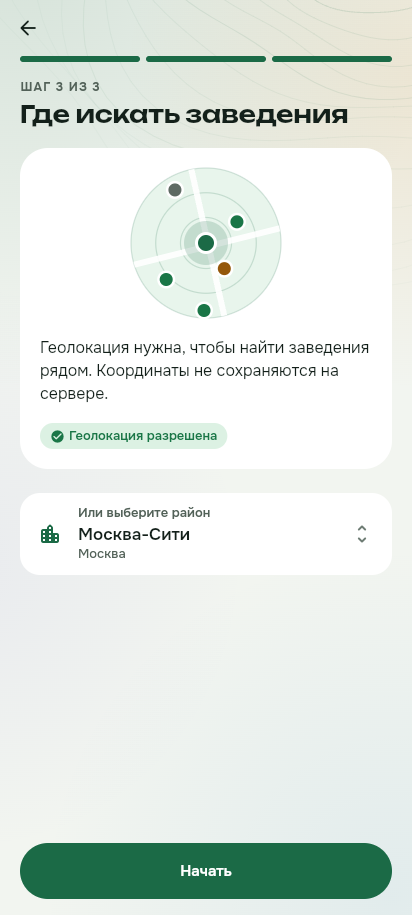 ШАГ 3 ИЗ 3
Где искать заведения
Геолокация нужна, чтобы найти заведения
рядом. Координаты не сохраняются на
сервере.
Геолокация разрешена
Или выберите район
Москва-Сити
Москва
Начать